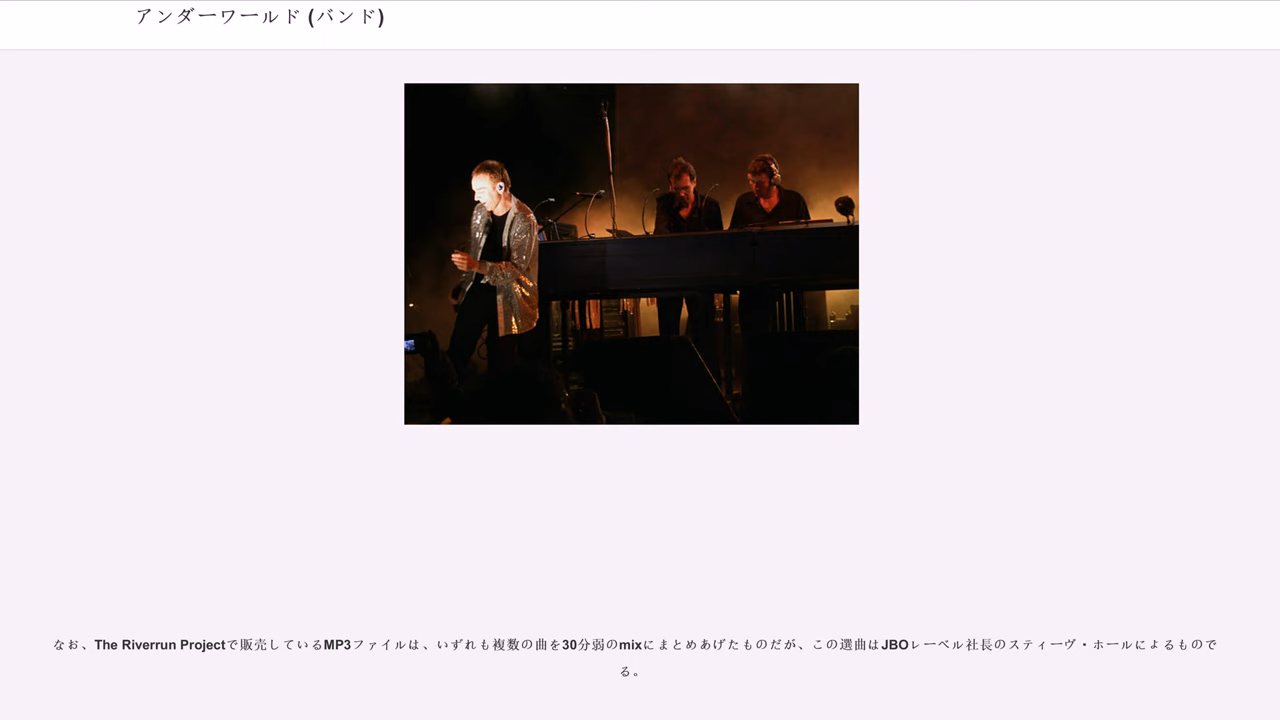 アンダーワールド (バンド)
なお、The Riverrun Projectで販売しているMP3ファイルは、いずれも複数の曲を30分弱のmixにまとめあげたものだが、この選曲はJBOレーベル社長のスティーヴ・ホールによるもので
る。